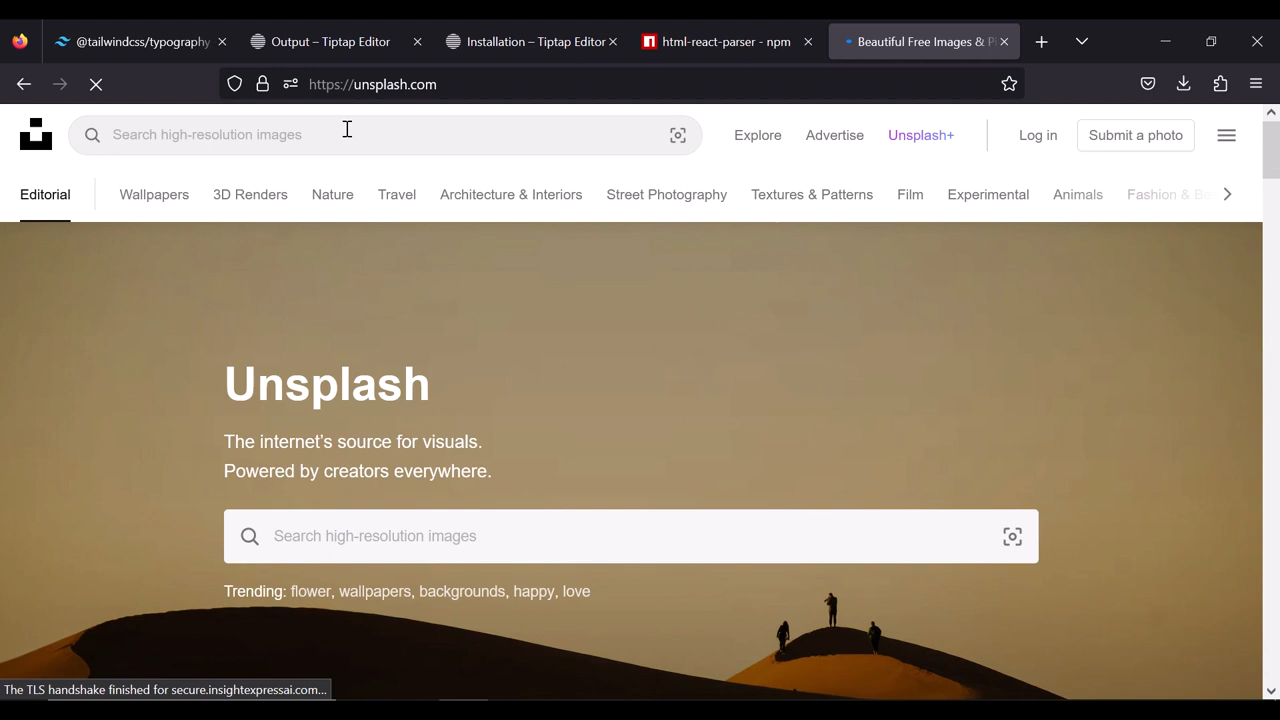 @tailwindcss/typography
Output – Tiptap Editor
Installation – Tiptap Editor
html-react-parser - npm
Beautiful Free Images & Pi
https://unsplash.com
Search high-resolution images
Explore
Advertise
Unsplash+
Log in
Submit a photo
Editorial
Wallpapers
3D Renders
Nature
Travel
Architecture & Interiors
Street Photography
Textures & Patterns
Film
Experimental
Animals
Fashion & Be
Unsplash
The internet’s source for visuals.
Powered by creators everywhere.
Search high-resolution images
Trending: flower, wallpapers, backgrounds, happy, love
The TLS handshake finished for secure.insightexpressai.com...